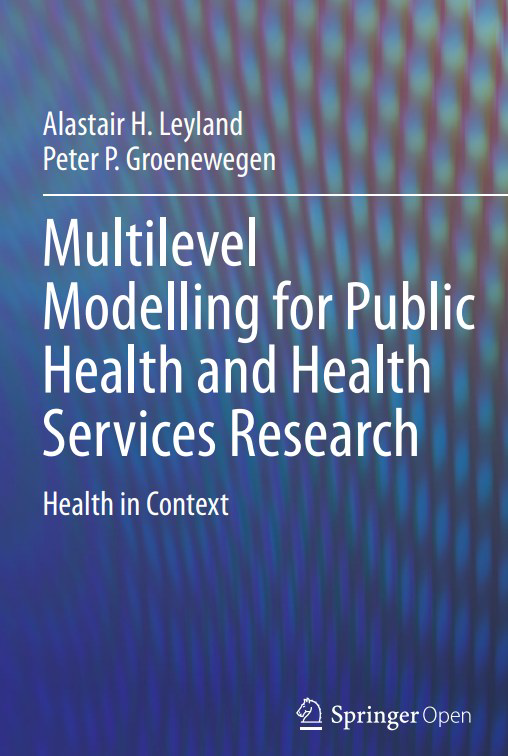 Alastair H. Leyland
Peter P. Groenewegen
Multilevel
Modelling for Public
Health and Health
Services Research
Health in Context
Springer Open